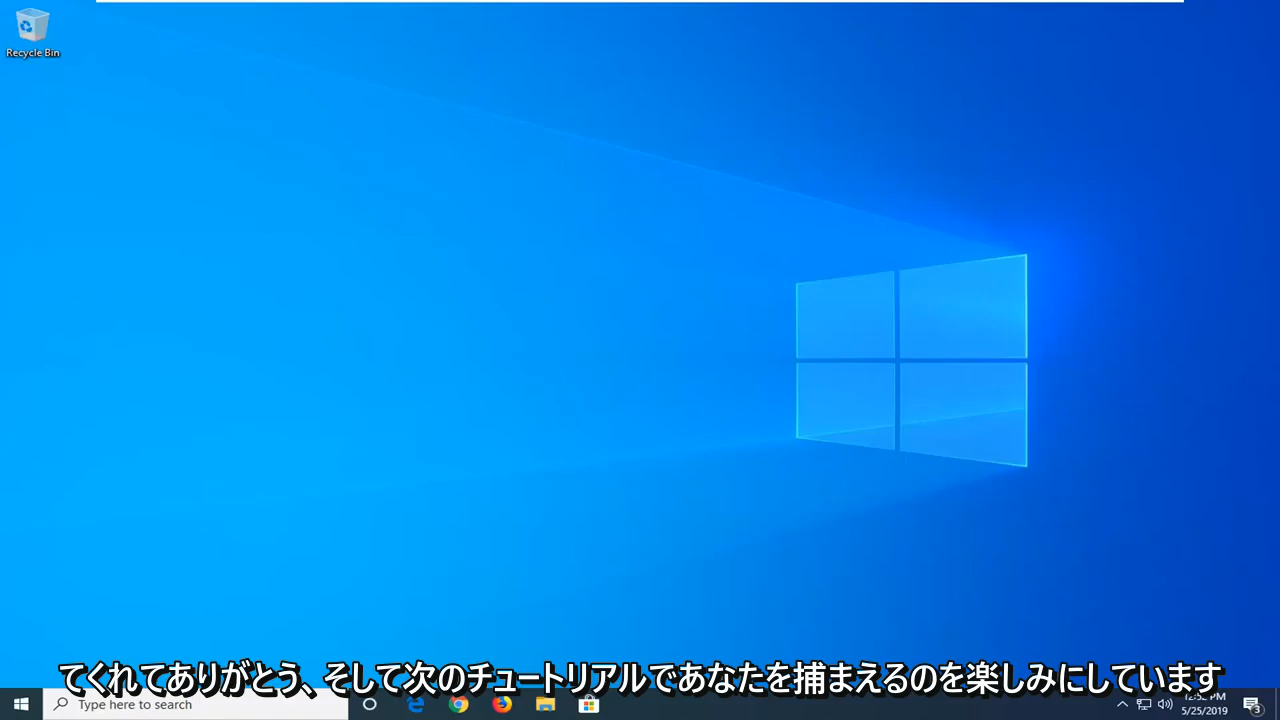 Recycle Bin
てくれてありがとう、そして次のチュートリアルであなたを捕まえるのを楽しみにしています
Type here to search
PM
5/25/2019
3